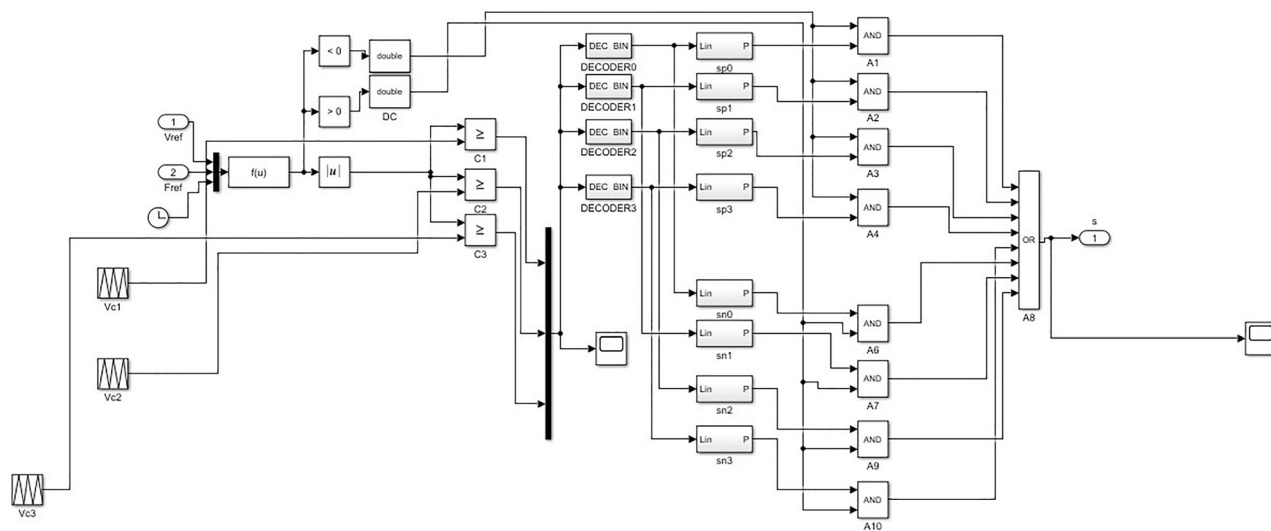 < 0
double
> 0
double
DC
1
Vref
2
Fref
f(u)
|u|
≥
C1
≥
C2
≥
C3
Vc1
Vc2
Vc3
DEC BIN
DECODER0
DEC BIN
DECODER1
DEC BIN
DECODER2
DEC BIN
DECODER3
Lin P
sp0
Lin P
sp1
Lin P
sp2
Lin P
sp3
Lin P
sn0
Lin P
sn1
Lin P
sn2
Lin P
sn3
AND
A1
AND
A2
AND
A3
AND
A4
AND
A6
AND
A7
AND
A9
AND
A10
OR
A8
s
1